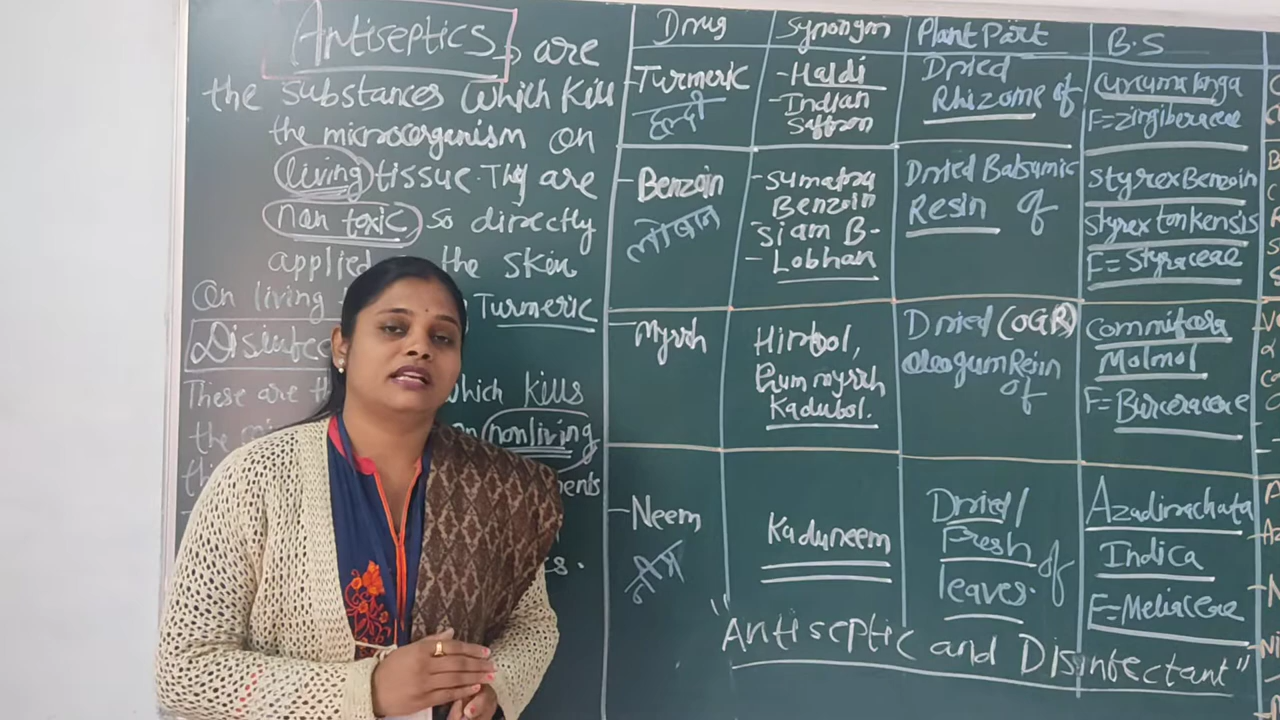 Antiseptics, are
the substances which kill
the microorganism on
living tissue. They are
non toxic so directly
applied the skin
On living Turmeric
These are th which kills
the on nonliving
Drug Synonym Plant Part B.S
-Turmeric
हल्दी
-Haldi
-Indian
Saffron
Dried
Rhizome of
Curcuma longa
F=Zingiberaceae
-Benzoin
लोबान
-Sumatra
Benzoin
-Siam B-
-Lobhan
Dried Balsamic
Resin of
Styrex Benzoin
Styrex tonkensis
F=Styraceae
-Myrrh
Hirabol,
Gum myrrh
Kadubol.
Dried (OGR)
oleogum Resin
of
Commifora
Molmol
F=Burceraceae
-Neem
नीम
Kaduneem
Dried/
Fresh of
leaves.
Azadirachata
Indica
F=Meliaceae
"Antiseptic and Disinfectant"